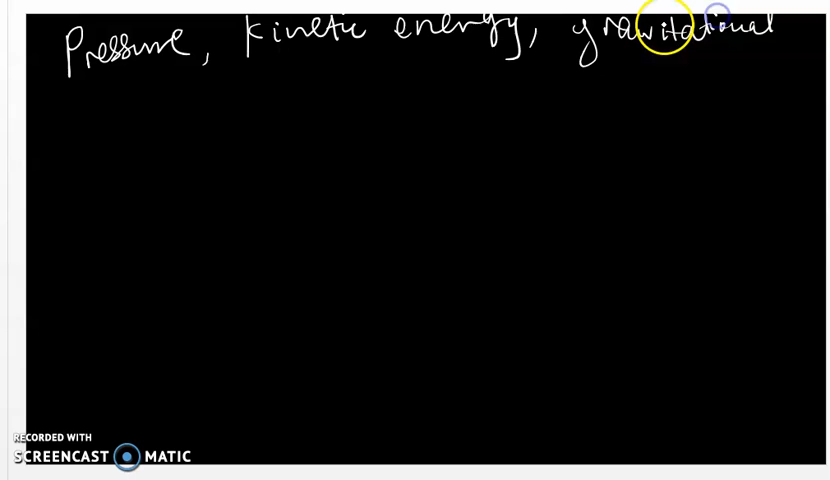 Pressure, kinetic energy, gravitational
RECORDED WITH
SCREENCAST MATIC